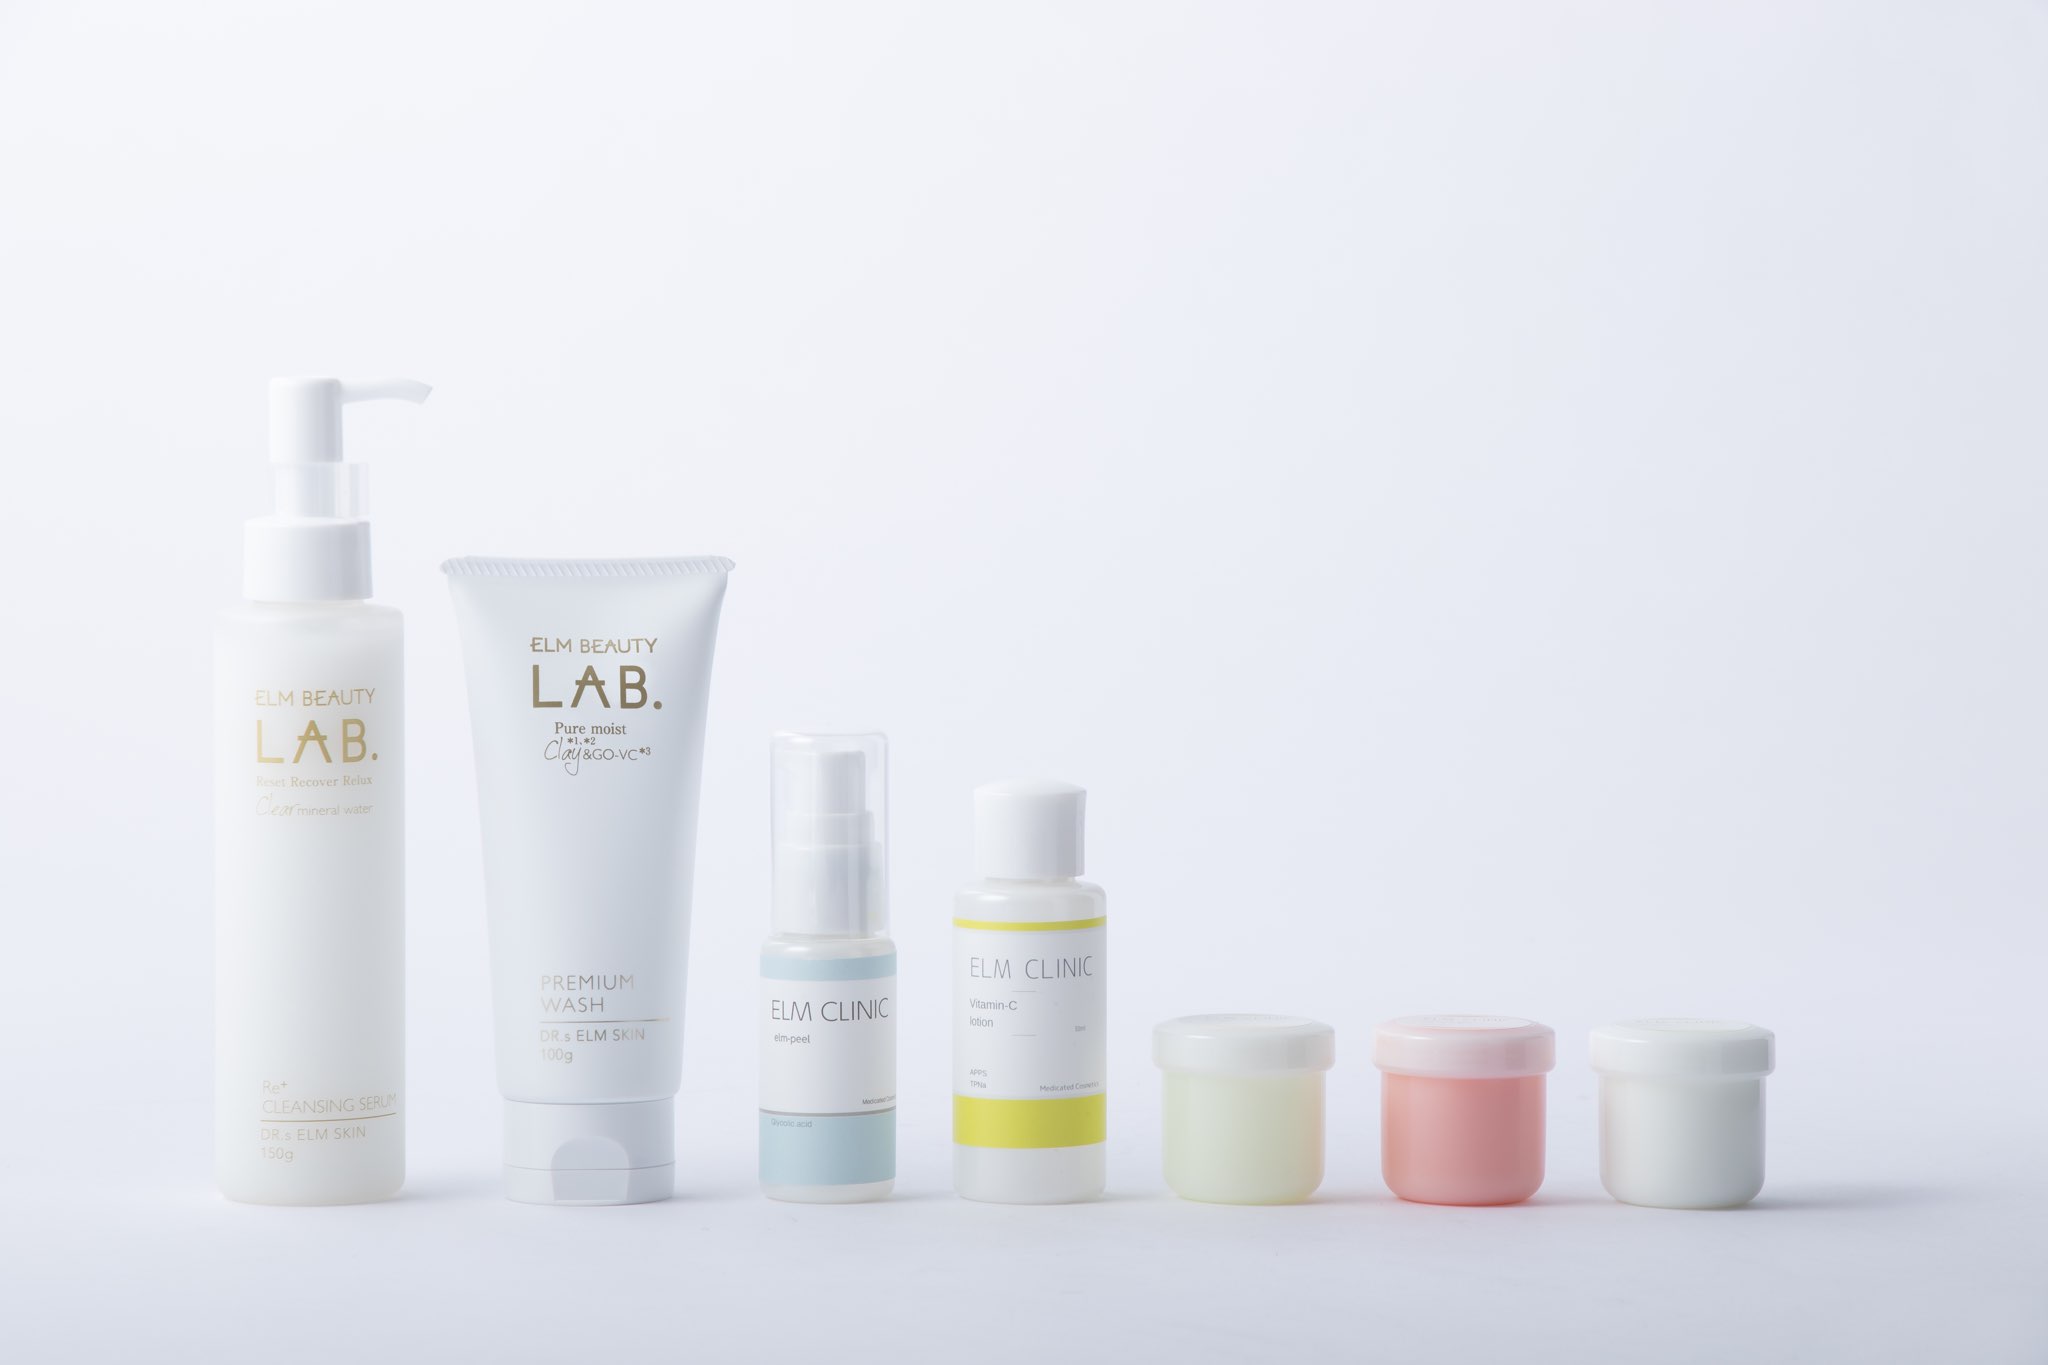 ELM BEAUTY
LAB.
Reset Recover Relux
Clear mineral water
Re+
CLEANSING SERUM
DR.s ELM SKIN
150g
ELM BEAUTY
LAB.
Pure moist
*1,*2
Clay&GO-VC*3
PREMIUM
WASH
DR.s ELM SKIN
100g
ELM CLINIC
elm-peel
Medicated
Glycolic acid
ELM CLINIC
Vitamin-C
lotion
APPS
TPNa
Medicated Cosmetics